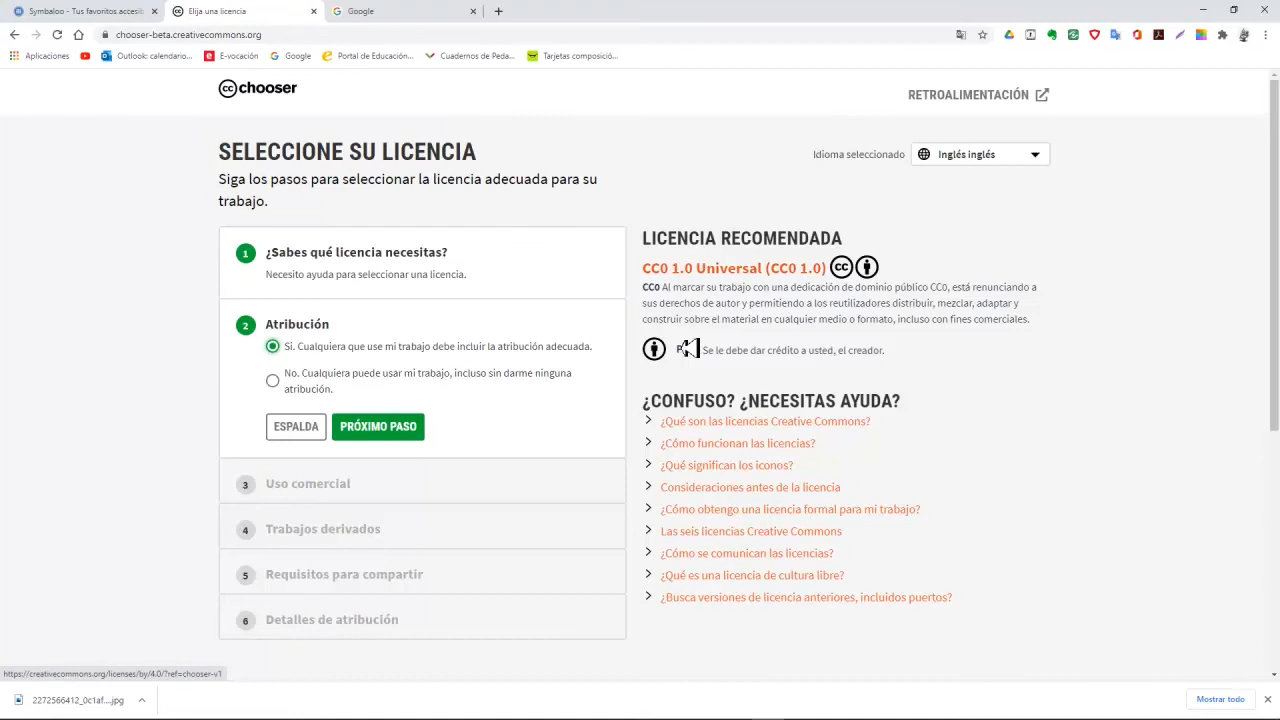 Symbaloo - Tus favoritos accesib
Elija una licencia
Google
chooser-beta.creativecommons.org
Aplicaciones
Outlook: calendario...
E-vocación
Google
Portal de Educación...
Cuadernos de Peda...
Tarjetas composició...
cc chooser
RETROALIMENTACIÓN
SELECCIONE SU LICENCIA
Idioma seleccionado
Inglés inglés
Siga los pasos para seleccionar la licencia adecuada para su
trabajo.
1 ¿Sabes qué licencia necesitas?
Necesito ayuda para seleccionar una licencia.
2 Atribución
Si. Cualquiera que use mi trabajo debe incluir la atribución adecuada.
No. Cualquiera puede usar mi trabajo, incluso sin darme ninguna
atribución.
ESPALDA
PRÓXIMO PASO
3 Uso comercial
4 Trabajos derivados
5 Requisitos para compartir
6 Detalles de atribución
LICENCIA RECOMENDADA
CC0 1.0 Universal (CC0 1.0) cc
CC0 Al marcar su trabajo con una dedicación de dominio público CC0, está renunciando a
sus derechos de autor y permitiendo a los reutilizadores distribuir, mezclar, adaptar y
construir sobre el material en cualquier medio o formato, incluso con fines comerciales.
Se le debe dar crédito a usted, el creador.
¿CONFUSO? ¿NECESITAS AYUDA?
¿Qué son las licencias Creative Commons?
¿Cómo funcionan las licencias?
¿Qué significan los iconos?
Consideraciones antes de la licencia
¿Cómo obtengo una licencia formal para mi trabajo?
Las seis licencias Creative Commons
¿Cómo se comunican las licencias?
¿Qué es una licencia de cultura libre?
¿Busca versiones de licencia anteriores, incluidos puertos?
https://creativecommons.org/licenses/by/4.0/?ref=chooser-v1
2272566412_0c1af....jpg
Mostrar todo